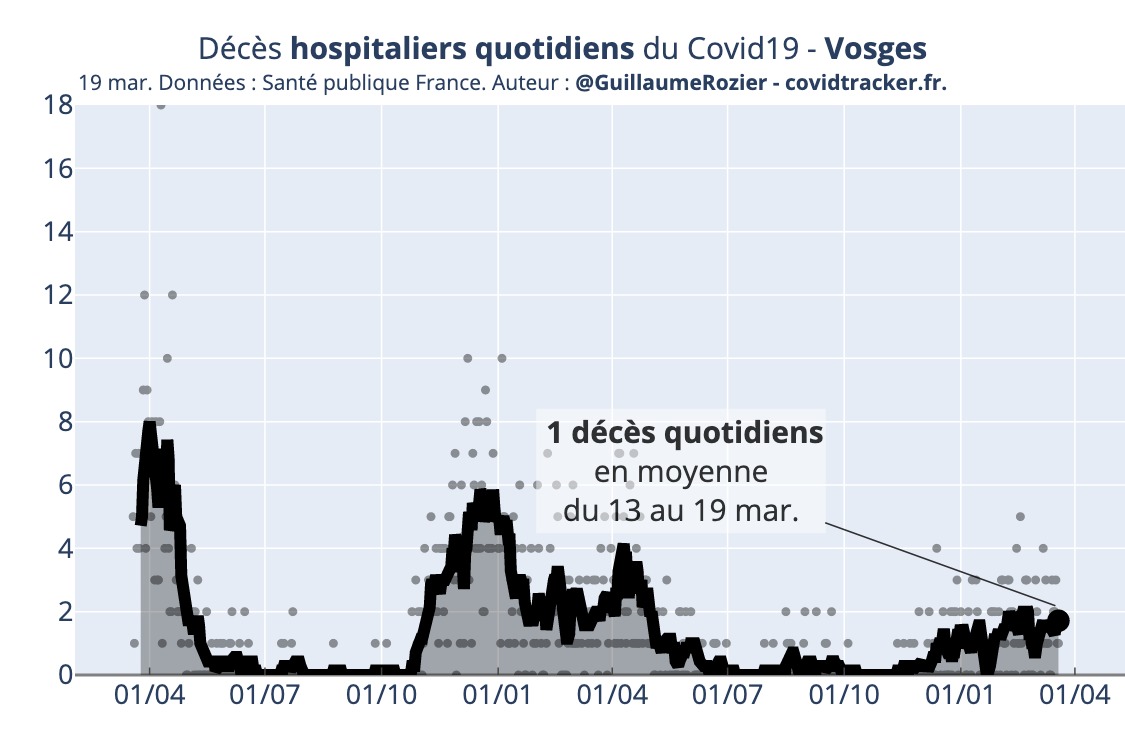 Décès hospitaliers quotidiens du Covid19 - Vosges
19 mar. Données : Santé publique France. Auteur : @GuillaumeRozier - covidtracker.fr.
18
16
14
12
10
8
6
4
2
0
1 décès quotidiens
en moyenne
du 13 au 19 mar.
01/04 01/07 01/10 01/01 01/04 01/07 01/10 01/01 01/04